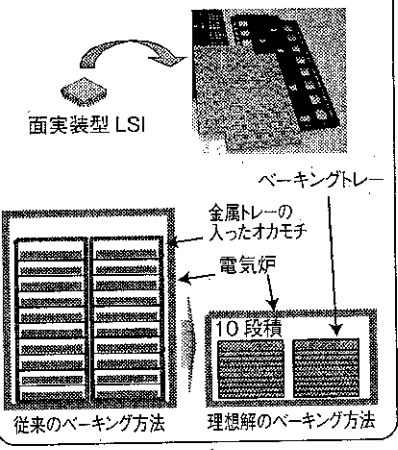 面実装型 LSI
ベーキングトレー
金属トレーの
入ったオカモチ
電気炉
10 段積
従来のベーキング方法
理想解のベーキング方法